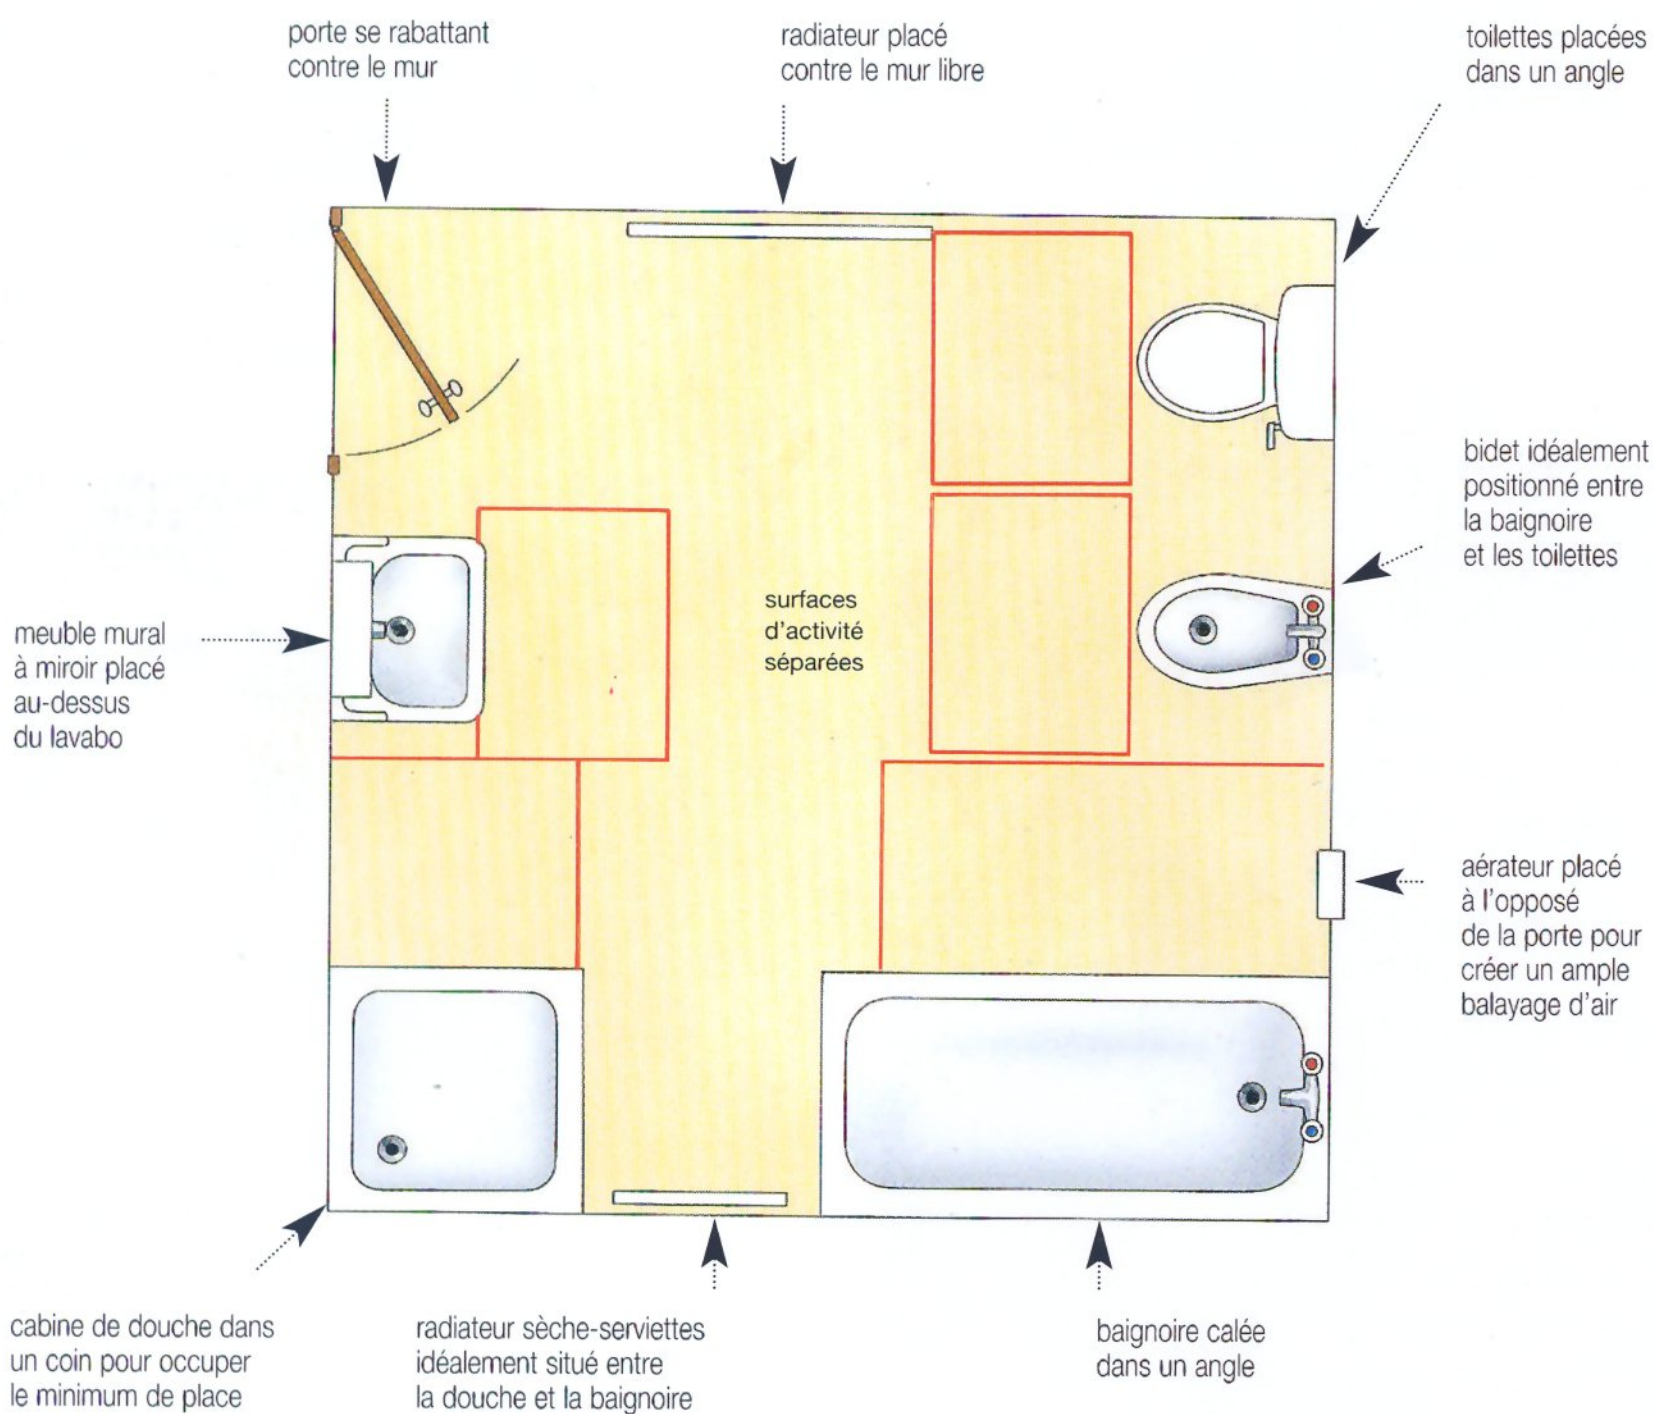 porte se rabattant
contre le mur
radiateur placé
contre le mur libre
toilettes placées
dans un angle
bidet idéalement
positionné entre
la baignoire
et les toilettes
surfaces
d'activité
séparées
meuble mural
à miroir placé
au-dessus
du lavabo
aérateur placé
à l'opposé
de la porte pour
créer un ample
balayage d'air
cabine de douche dans
un coin pour occuper
le minimum de place
radiateur sèche-serviettes
idéalement situé entre
la douche et la baignoire
baignoire calée
dans un angle